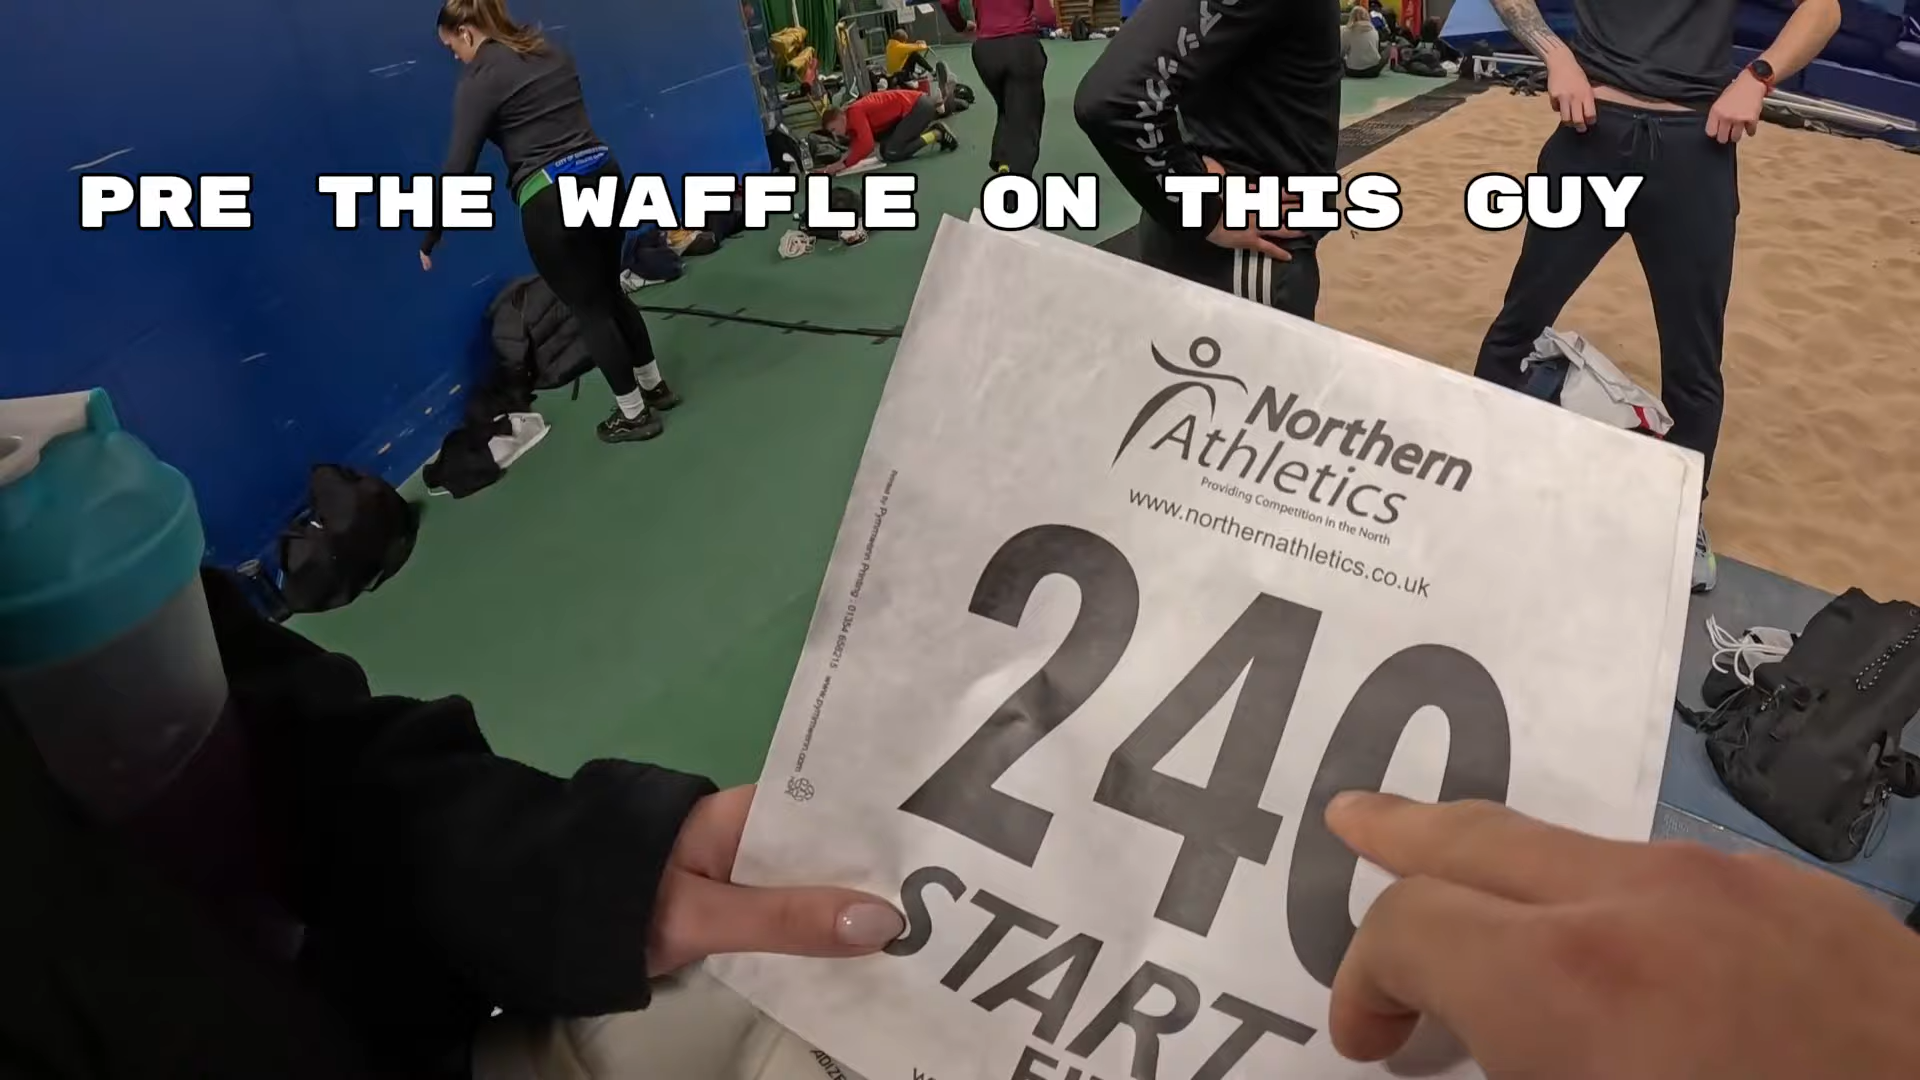 PRE THE WAFFLE ON THIS GUY
Northern
Athletics
Providing Competition in the North
www.northernathletics.co.uk
240
START